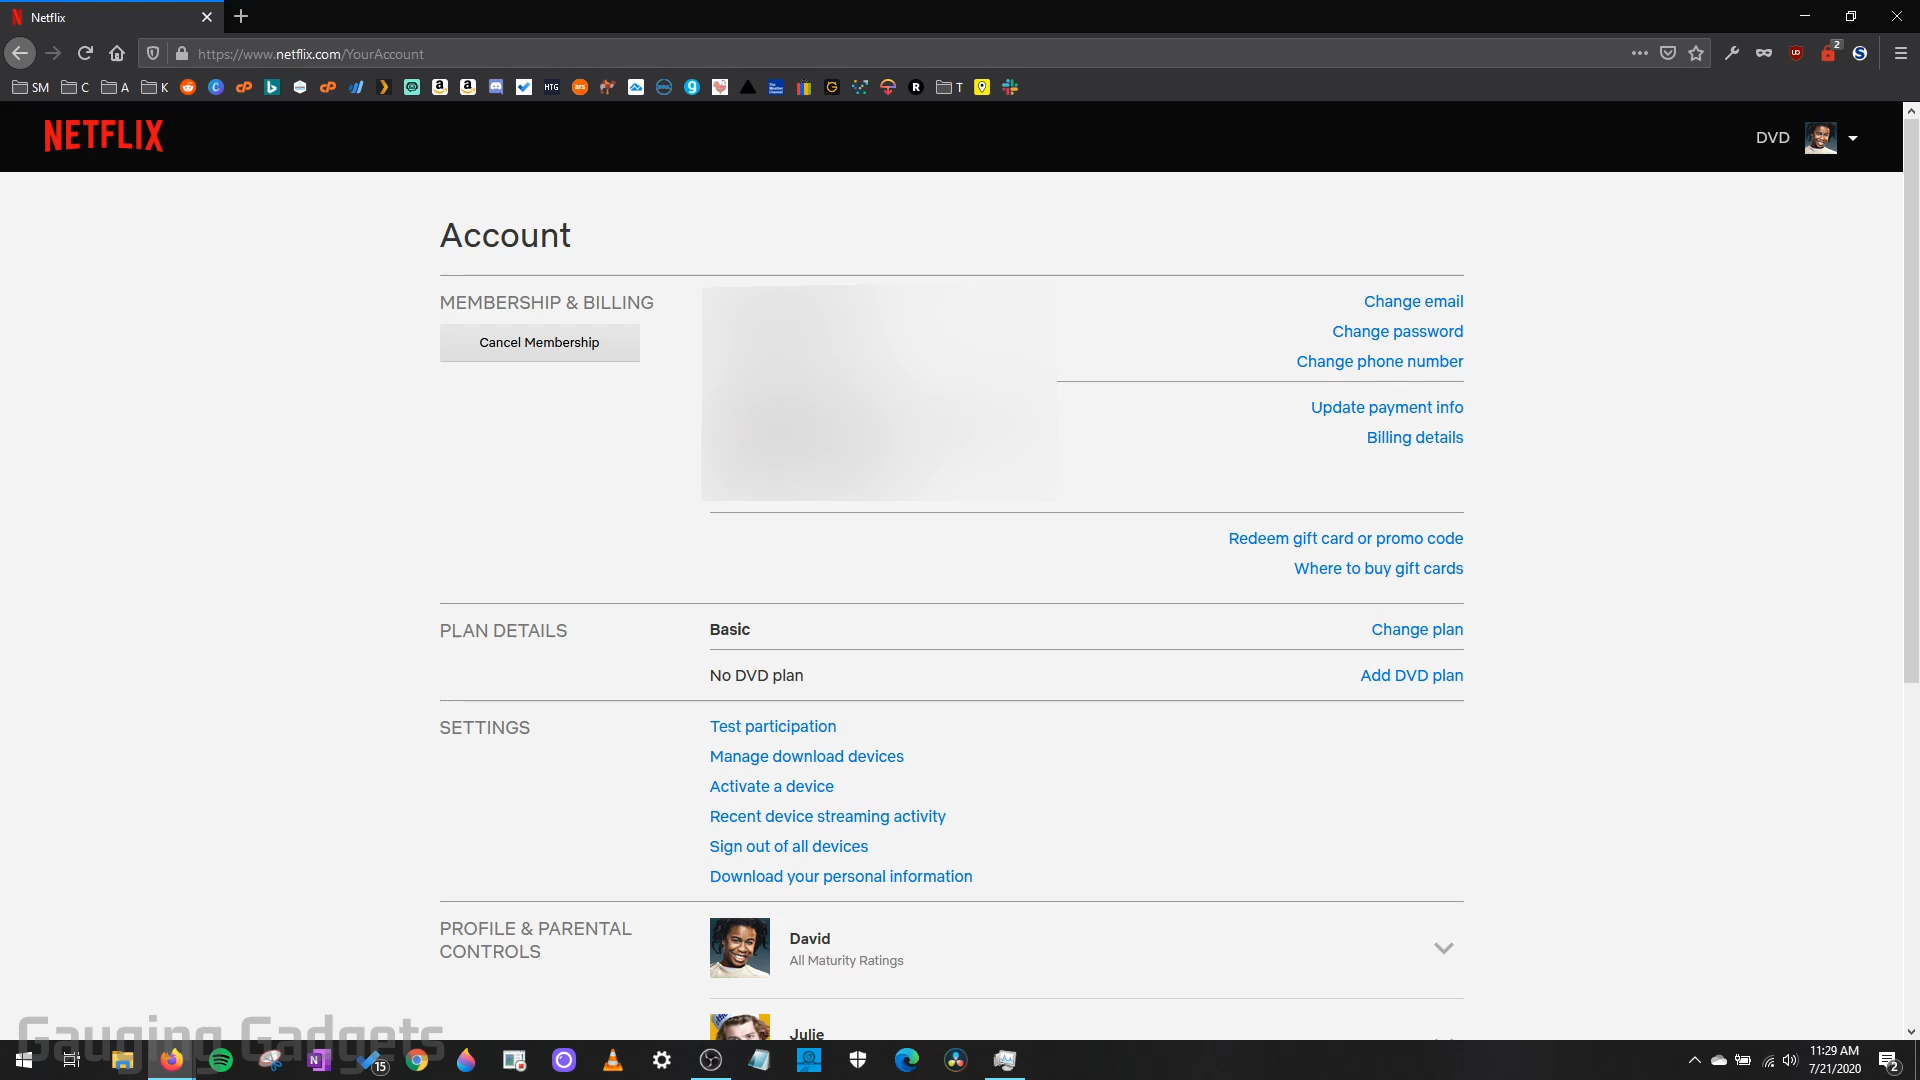 Netflix
https://www.netflix.com/YourAccount
SM C A K HTG T
NETFLIX
DVD
Account
MEMBERSHIP & BILLING
Cancel Membership
Change email
Change password
Change phone number
Update payment info
Billing details
Redeem gift card or promo code
Where to buy gift cards
PLAN DETAILS
Basic
Change plan
No DVD plan
Add DVD plan
SETTINGS
Test participation
Manage download devices
Activate a device
Recent device streaming activity
Sign out of all devices
Download your personal information
PROFILE & PARENTAL
CONTROLS
David
All Maturity Ratings
Julie
Gauging Gadgets
15
11:29 AM
7/21/2020
2